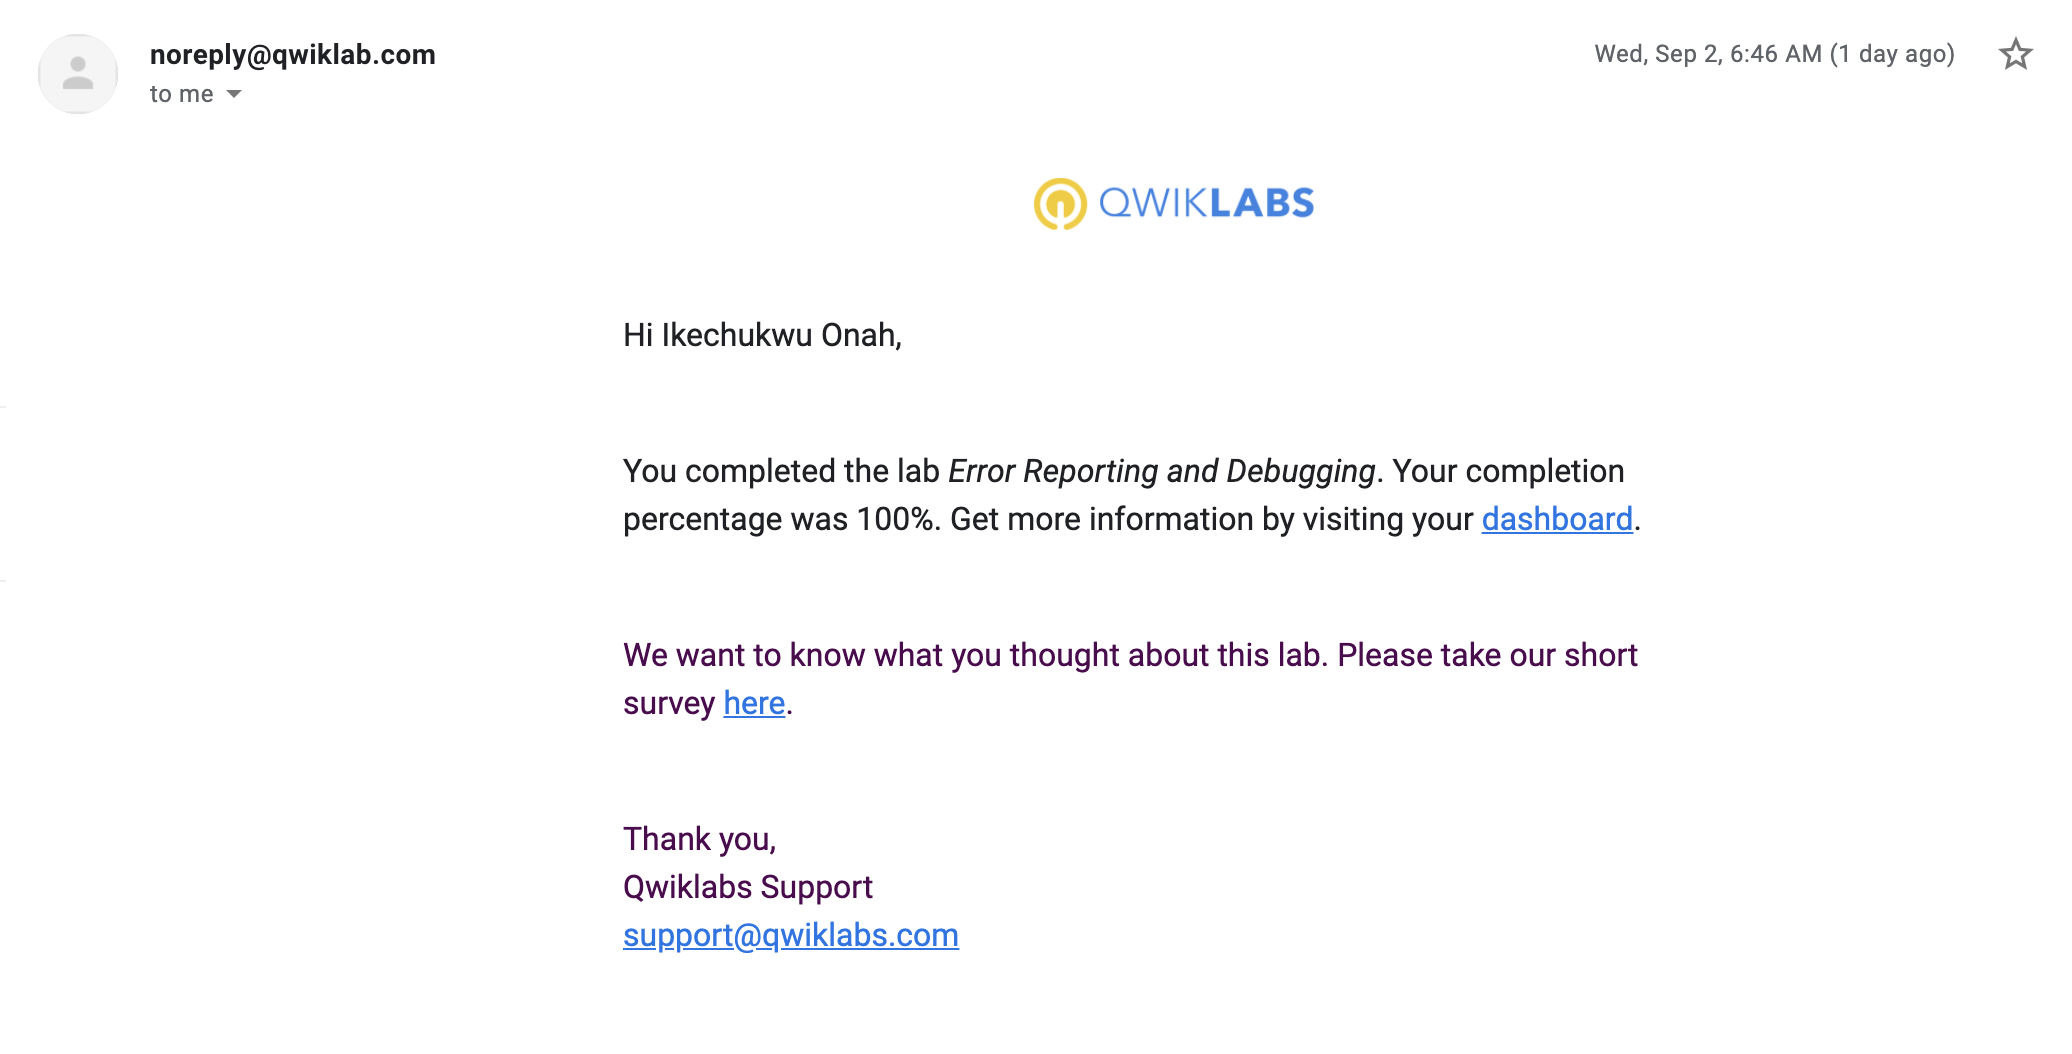 noreply@qwiklab.com
Wed, Sep 2, 6:46 AM (1 day ago)
to me
QWIKLABS
Hi Ikechukwu Onah,
You completed the lab Error Reporting and Debugging. Your completion
percentage was 100%. Get more information by visiting your dashboard.
We want to know what you thought about this lab. Please take our short
survey here.
Thank you,
Qwiklabs Support
support@qwiklabs.com